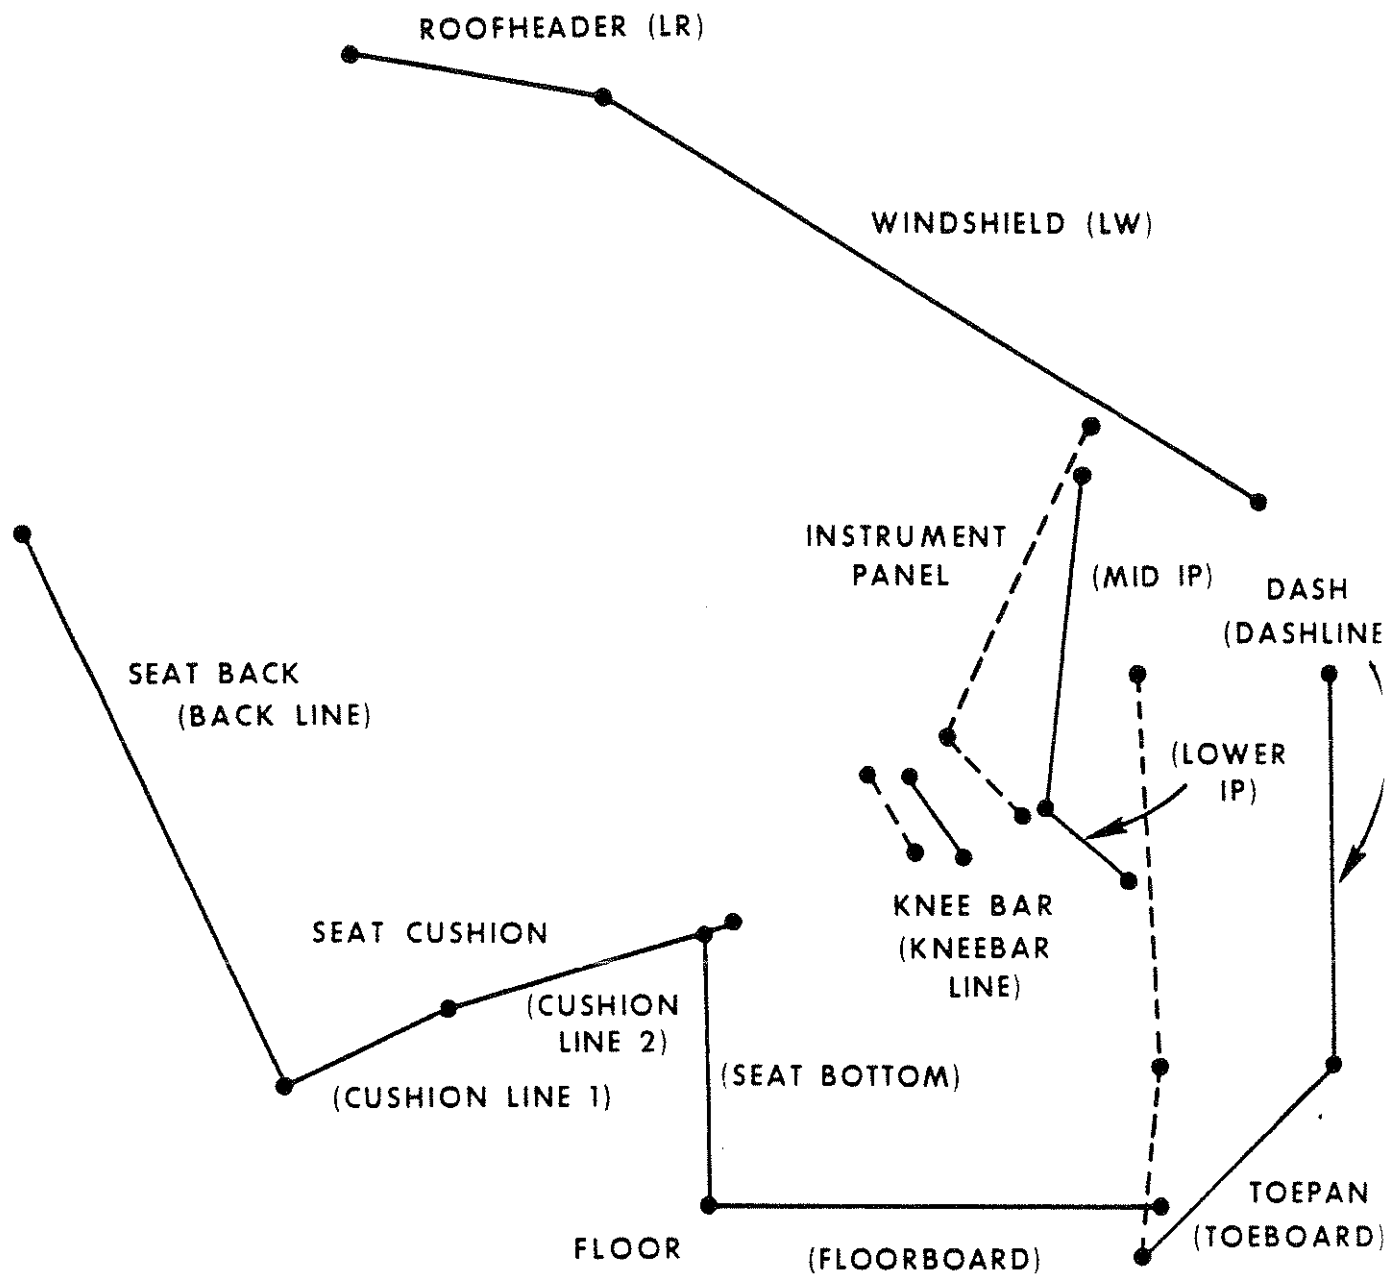 ROOFHEADER (LR)
WINDSHIELD (LW)
INSTRUMENT
PANEL
(MID IP)
DASH
(DASHLINE
SEAT BACK
(BACK LINE)
(LOWER
IP)
KNEE BAR
(KNEEBAR
LINE)
SEAT CUSHION
(CUSHION
LINE 2)
(CUSHION LINE 1)
(SEAT BOTTOM)
TOEPAN
(TOEBOARD)
FLOOR
(FLOORBOARD)